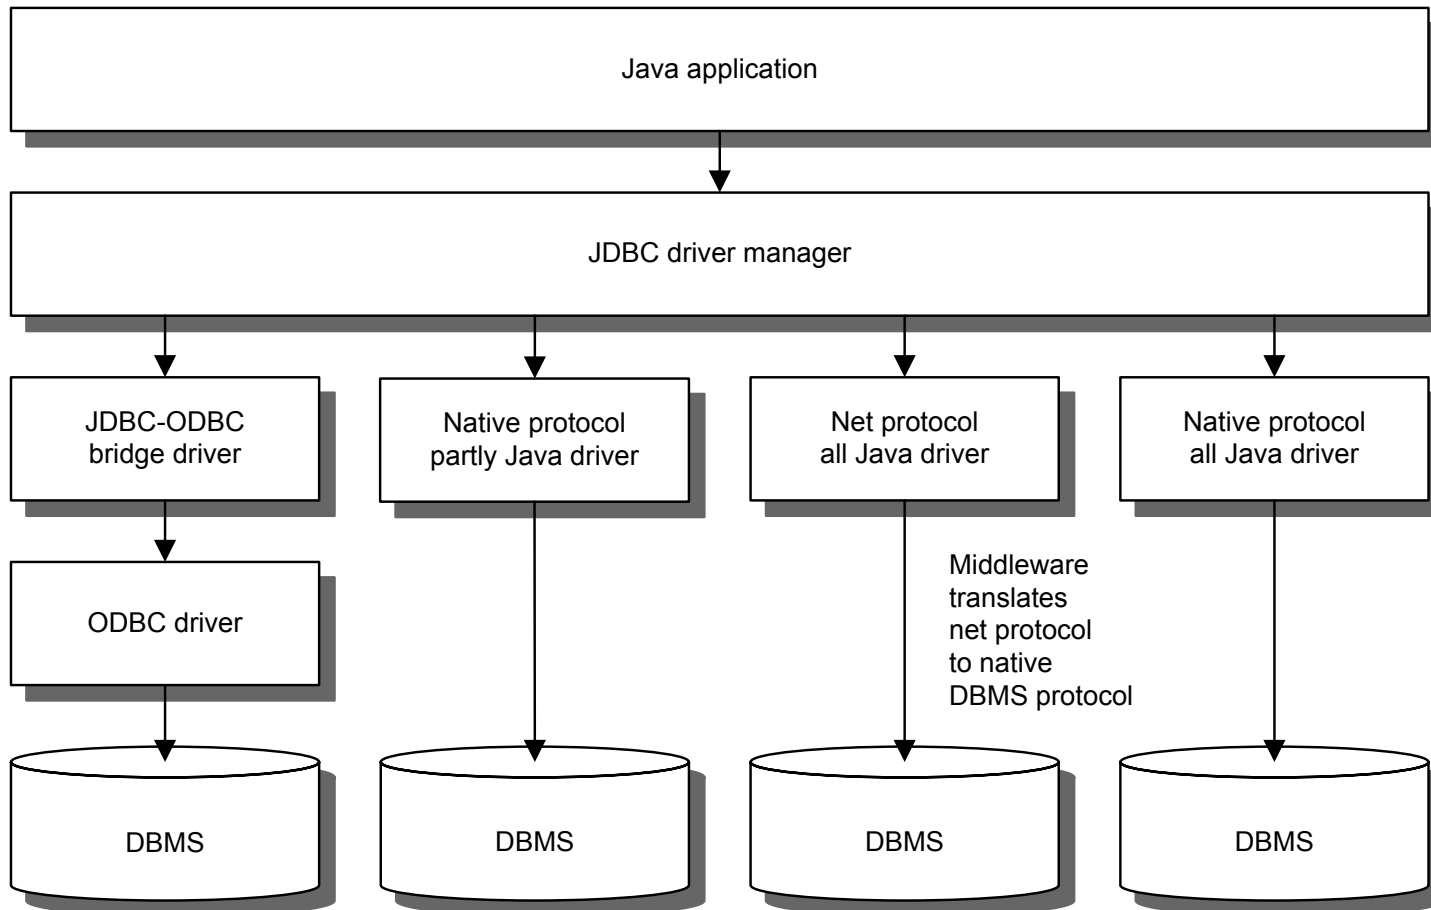 Java application
JDBC driver manager
JDBC-ODBC
bridge driver
Native protocol
partly Java driver
Net protocol
all Java driver
Native protocol
all Java driver
ODBC driver
Middleware
translates
net protocol
to native
DBMS protocol
DBMS
DBMS
DBMS
DBMS